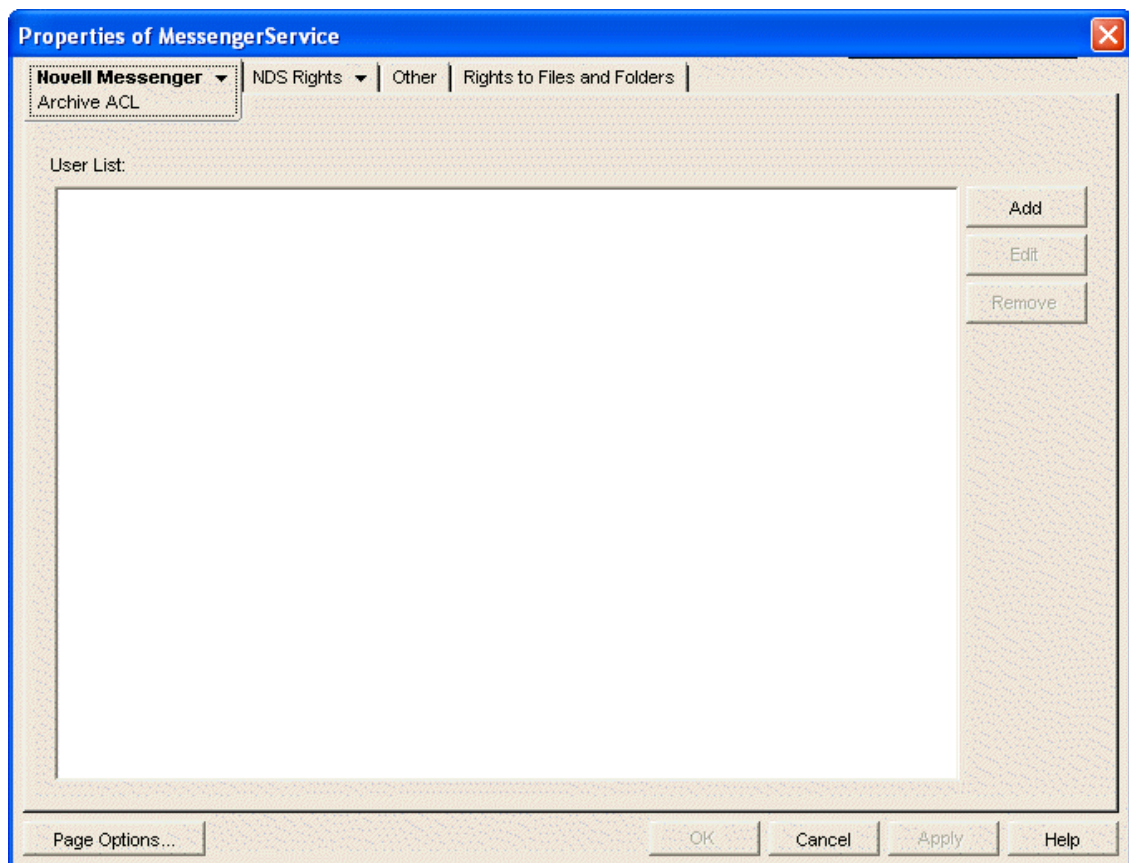 Properties of MessengerService
Novell Messenger NDS Rights Other Rights to Files and Folders
Archive ACL
User List:
Add
Edit
Remove
Page Options... OK Cancel Apply Help